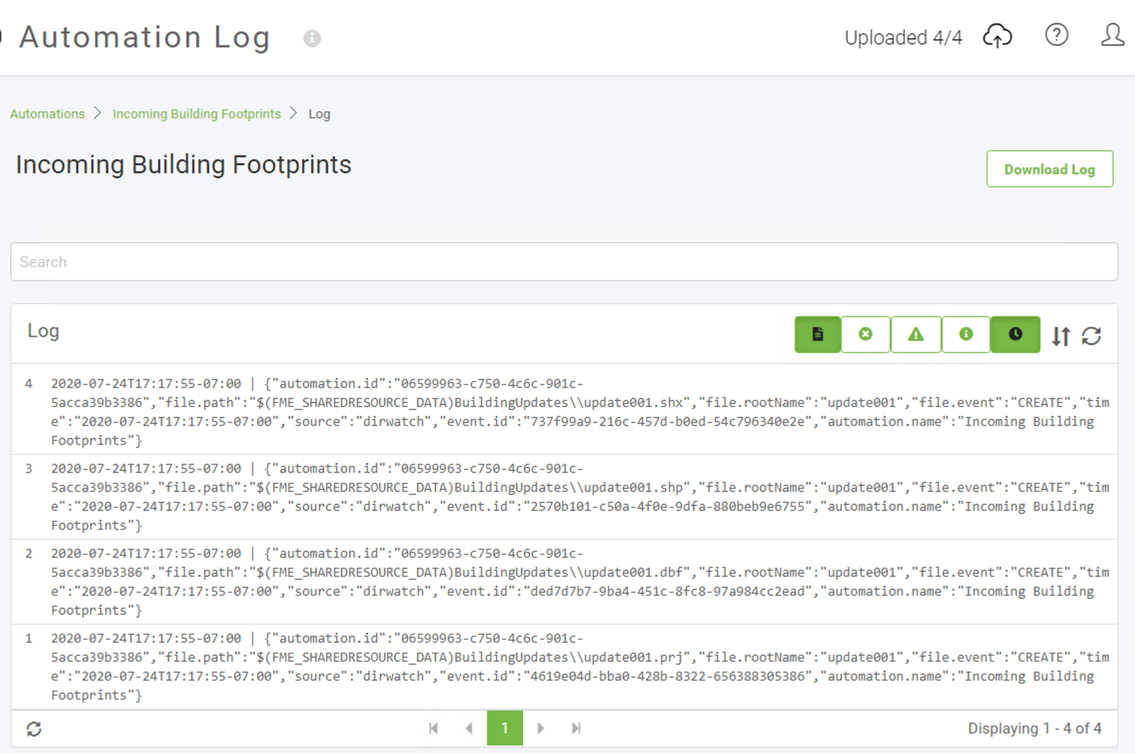 Automation Log
Uploaded 4/4
Automations > Incoming Building Footprints > Log
Incoming Building Footprints
Download Log
Search
Log
4 2020-07-24T17:17:55-07:00 | {"automation.id":"06599963-c750-4c6c-901c-
5acca39b3386","file.path":"$(FME_SHAREDRESOURCE_DATA)BuildingUpdates\\update001.shx","file.rootName":"update001","file.event":"CREATE","tim
e":"2020-07-24T17:17:55-07:00","source":"dirwatch","event.id":"737f99a9-216c-457d-b0ed-54c796340e2e","automation.name":"Incoming Building
Footprints"}
3 2020-07-24T17:17:55-07:00 | {"automation.id":"06599963-c750-4c6c-901c-
5acca39b3386","file.path":"$(FME_SHAREDRESOURCE_DATA)BuildingUpdates\\update001.shp","file.rootName":"update001","file.event":"CREATE","tim
e":"2020-07-24T17:17:55-07:00","source":"dirwatch","event.id":"2570b101-c50a-4f0e-9dfa-880beb9e6755","automation.name":"Incoming Building
Footprints"}
2 2020-07-24T17:17:55-07:00 | {"automation.id":"06599963-c750-4c6c-901c-
5acca39b3386","file.path":"$(FME_SHAREDRESOURCE_DATA)BuildingUpdates\\update001.dbf","file.rootName":"update001","file.event":"CREATE","tim
e":"2020-07-24T17:17:55-07:00","source":"dirwatch","event.id":"ded7d7b7-9ba4-451c-8fc8-97a984cc2ead","automation.name":"Incoming Building
Footprints"}
1 2020-07-24T17:17:55-07:00 | {"automation.id":"06599963-c750-4c6c-901c-
5acca39b3386","file.path":"$(FME_SHAREDRESOURCE_DATA)BuildingUpdates\\update001.prj","file.rootName":"update001","file.event":"CREATE","tim
e":"2020-07-24T17:17:55-07:00","source":"dirwatch","event.id":"4619e04d-bba0-428b-8322-656388305386","automation.name":"Incoming Building
Footprints"}
1
Displaying 1 - 4 of 4